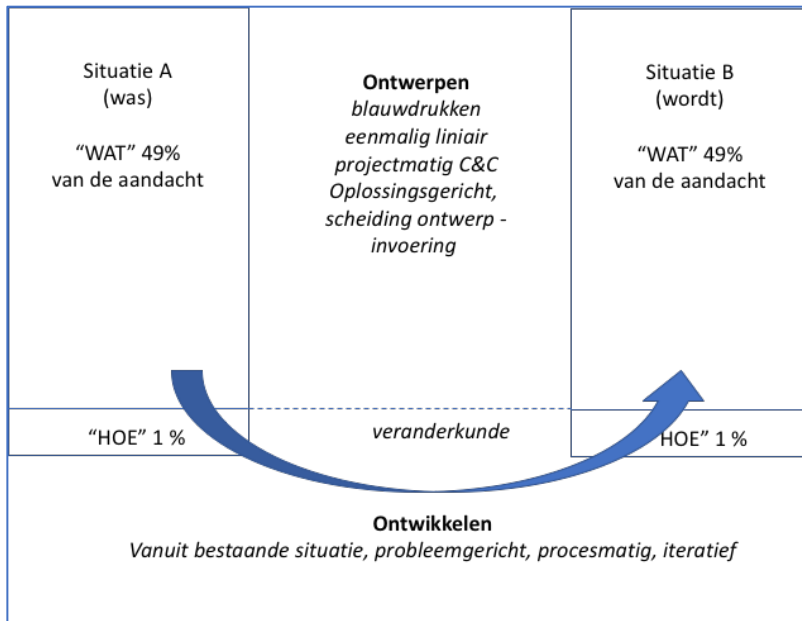 Situatie A
(was)
“WAT” 49%
van de aandacht
“HOE” 1 %
Ontwerpen
blauwdrukken
eenmalig liniair
projectmatig C&C
Oplossingsgericht,
scheiding ontwerp -
invoering
veranderkunde
Situatie B
(wordt)
“WAT” 49%
van de aandacht
HOE” 1 %
Ontwikkelen
Vanuit bestaande situatie, probleemgericht, procesmatig, iteratief